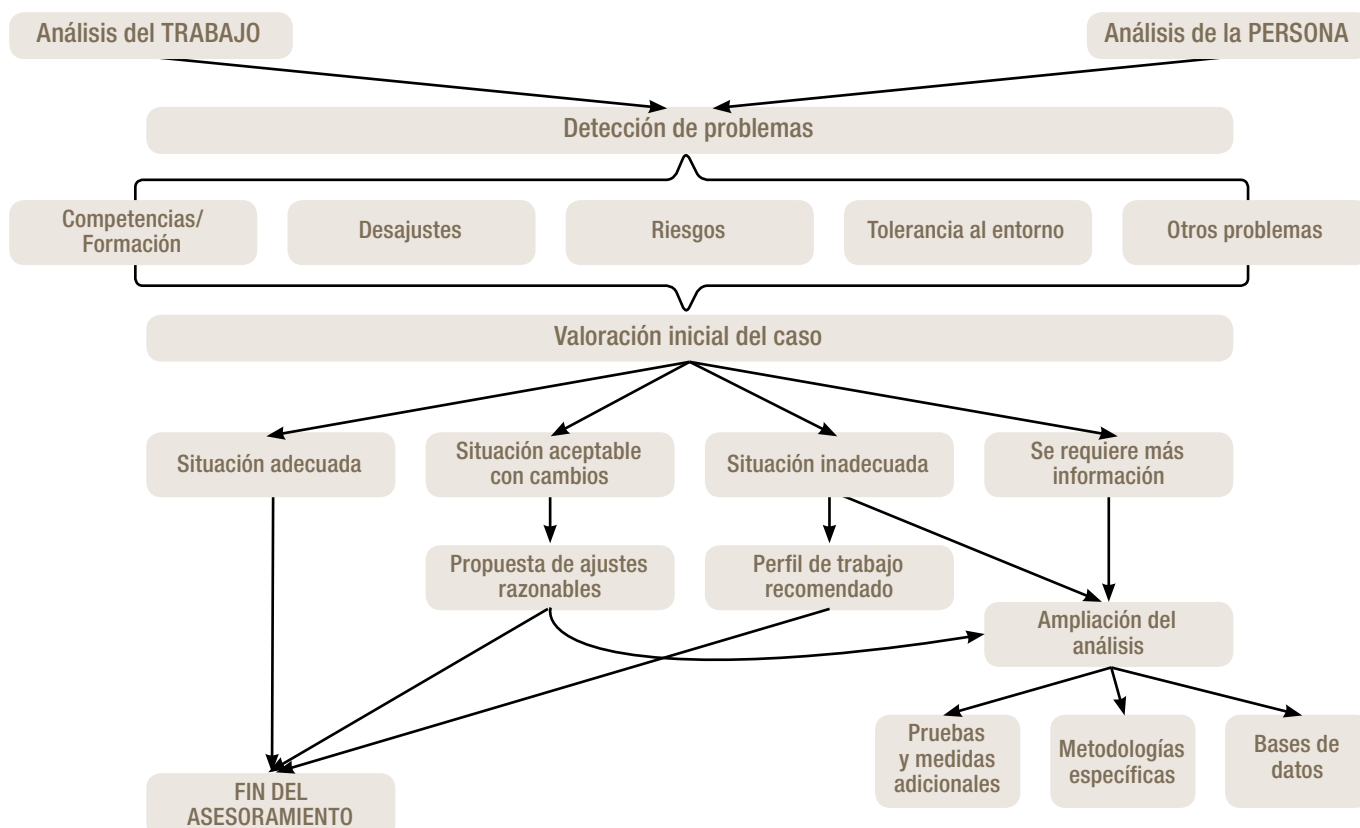 Análisis del TRABAJO
Análisis de la PERSONA
Detección de problemas
Competencias/
Formación
Desajustes
Riesgos
Tolerancia al entorno
Otros problemas
Valoración inicial del caso
Situación adecuada
Situación aceptable
con cambios
Situación inadecuada
Se requiere más
información
Propuesta de ajustes
razonables
Perfil de trabajo
recomendado
Ampliación del
análisis
Pruebas
y medidas
adicionales
Metodologías
específicas
Bases de
datos
FIN DEL
ASESORAMIENTO